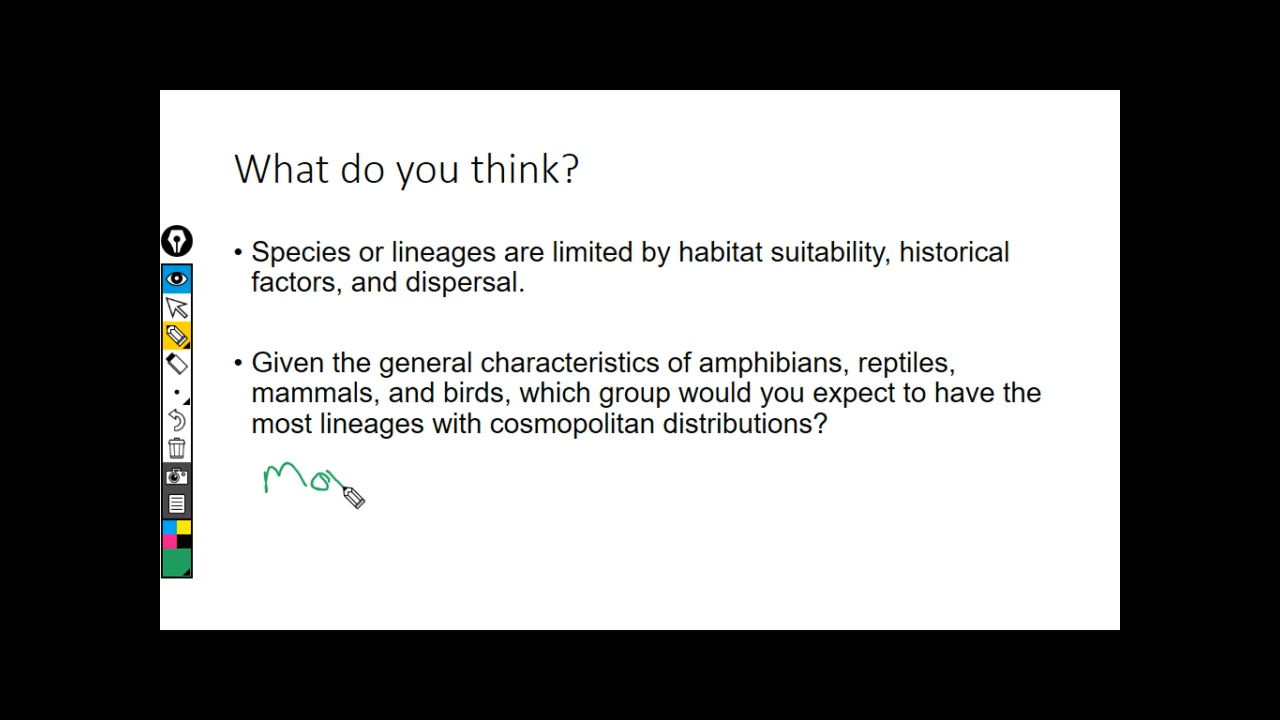 What do you think?
• Species or lineages are limited by habitat suitability, historical
factors, and dispersal.
• Given the general characteristics of amphibians, reptiles,
mammals, and birds, which group would you expect to have the
most lineages with cosmopolitan distributions?